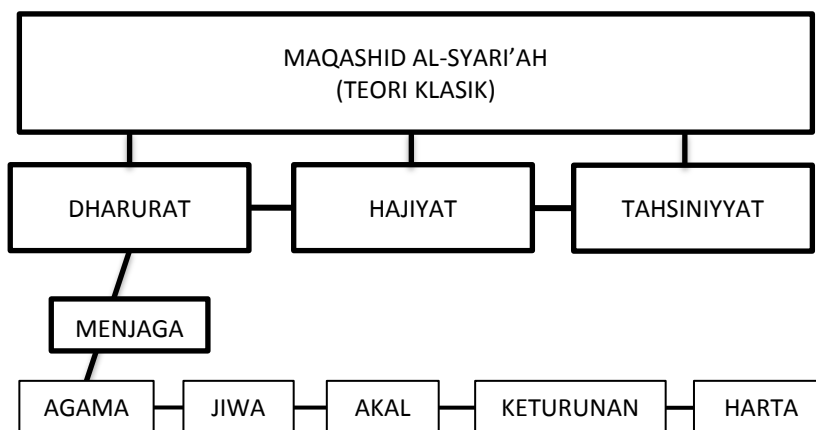 MAQASHID AL-SYARI’AH
(TEORI KLASIK)
DHARURAT
HAJIYAT
TAHSINIYYAT
MENJAGA
AGAMA
JIWA
AKAL
KETURUNAN
HARTA